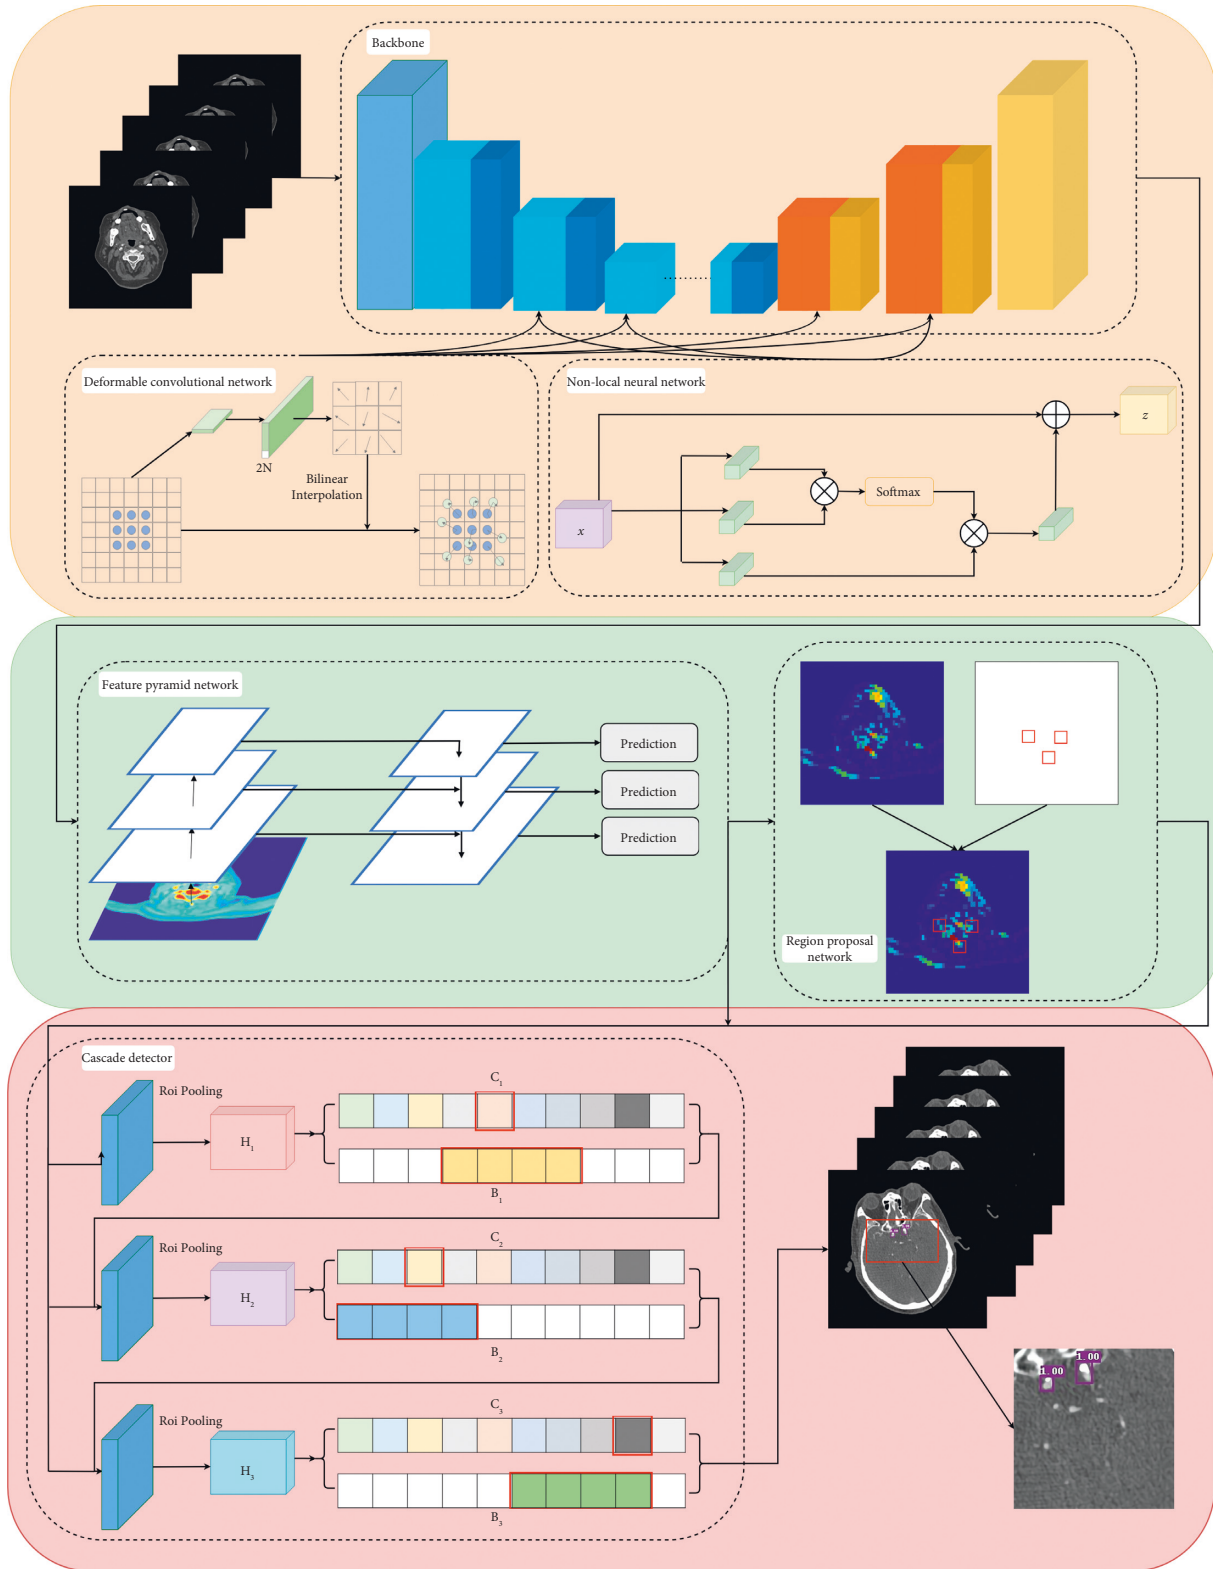 Backbone
Deformable convolutional network
2N
Bilinear
Interpolation
Non-local neural network
x
Softmax
z
Feature pyramid network
Prediction
Prediction
Prediction
Region proposal
network
Cascade detector
Roi Pooling
H1
C1
B1
Roi Pooling
H2
C2
B2
Roi Pooling
H3
C3
B3
1.00
1.00